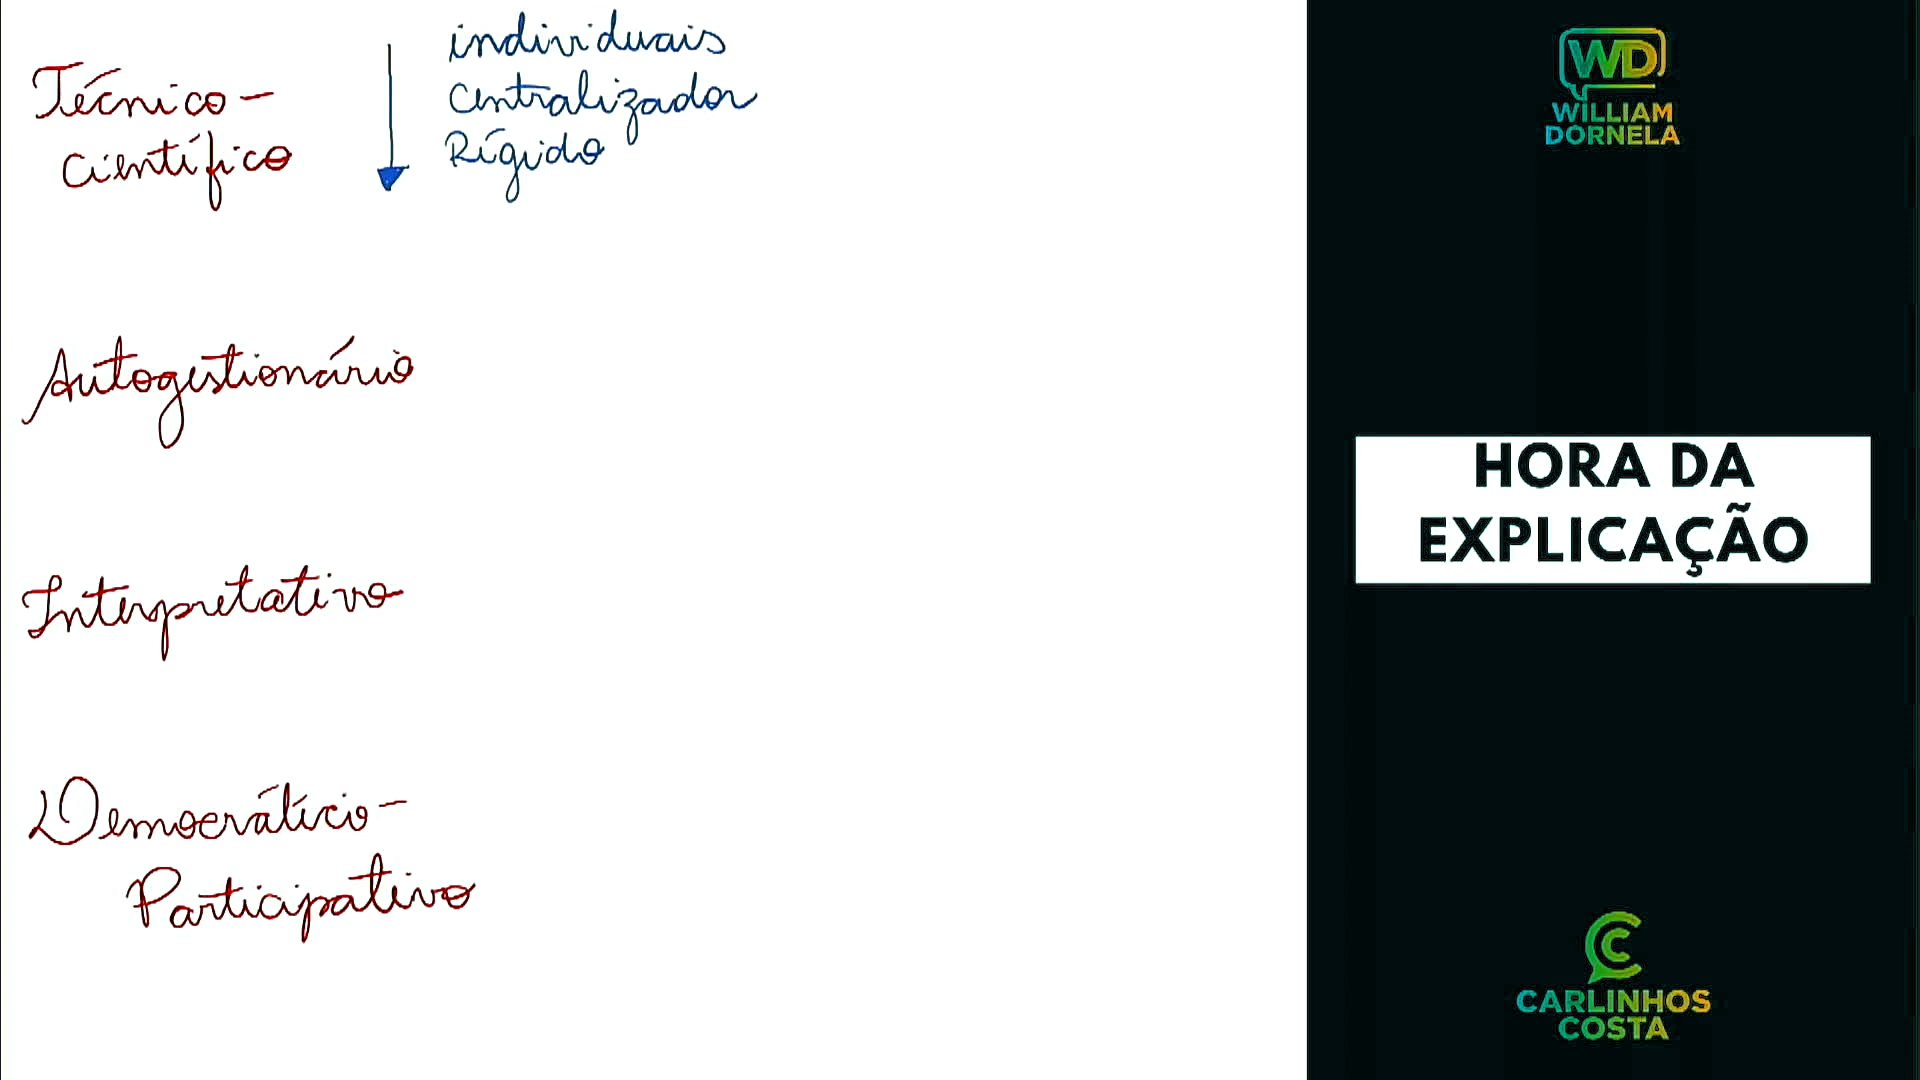 Técnico-
Científico
individuais
Centralizador
Rígido
Autogestionário
Interpretativo
Democrático-
Participativo
WD
WILLIAM
DORNELA
HORA DA
EXPLICAÇÃO
CARLINHOS
COSTA